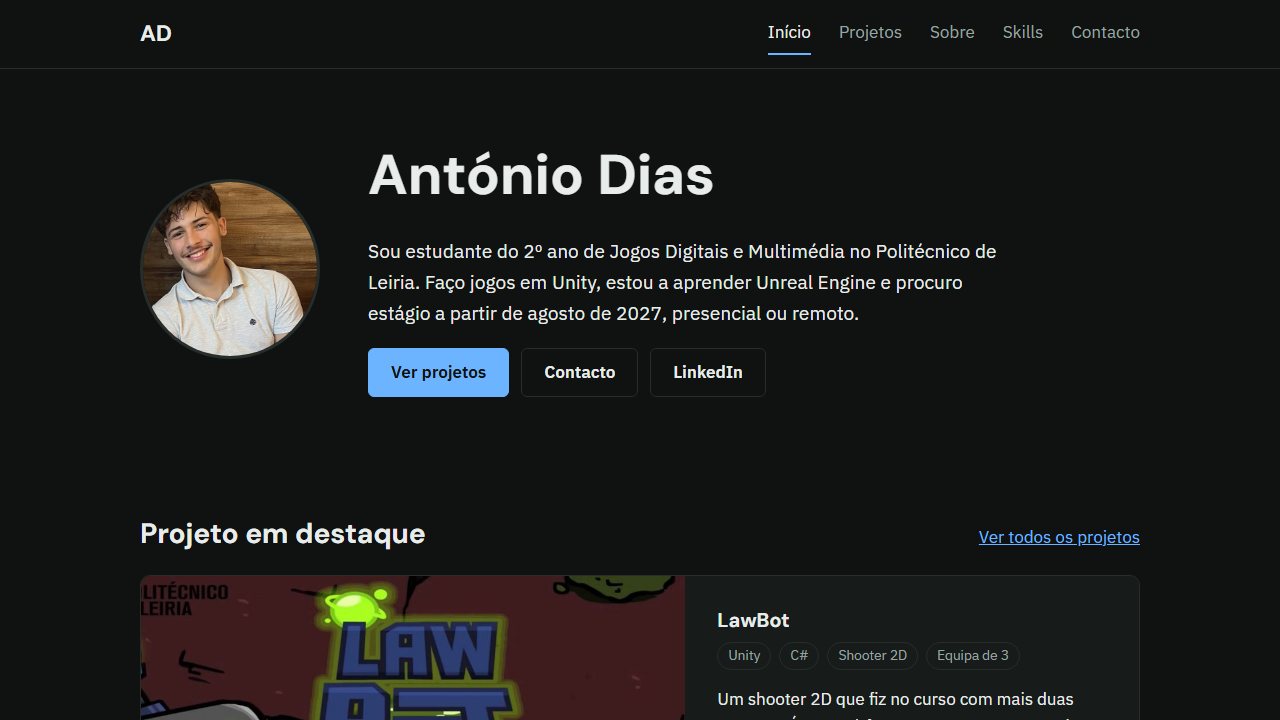 AD
Início Projetos Sobre Skills Contacto
António Dias
Sou estudante do 2º ano de Jogos Digitais e Multimédia no Politécnico de
Leiria. Faço jogos em Unity, estou a aprender Unreal Engine e procuro
estágio a partir de agosto de 2027, presencial ou remoto.
Ver projetos Contacto LinkedIn
Projeto em destaque
Ver todos os projetos
LITÉCNICO
LEIRIA
LAW
LawBot
Unity C# Shooter 2D Equipa de 3
Um shooter 2D que fiz no curso com mais duas